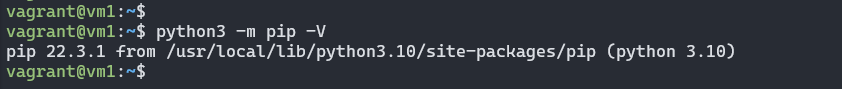 vagrant@vm1:~$
vagrant@vm1:~$ python3 -m pip -V
pip 22.3.1 from /usr/local/lib/python3.10/site-packages/pip (python 3.10)
vagrant@vm1:~$